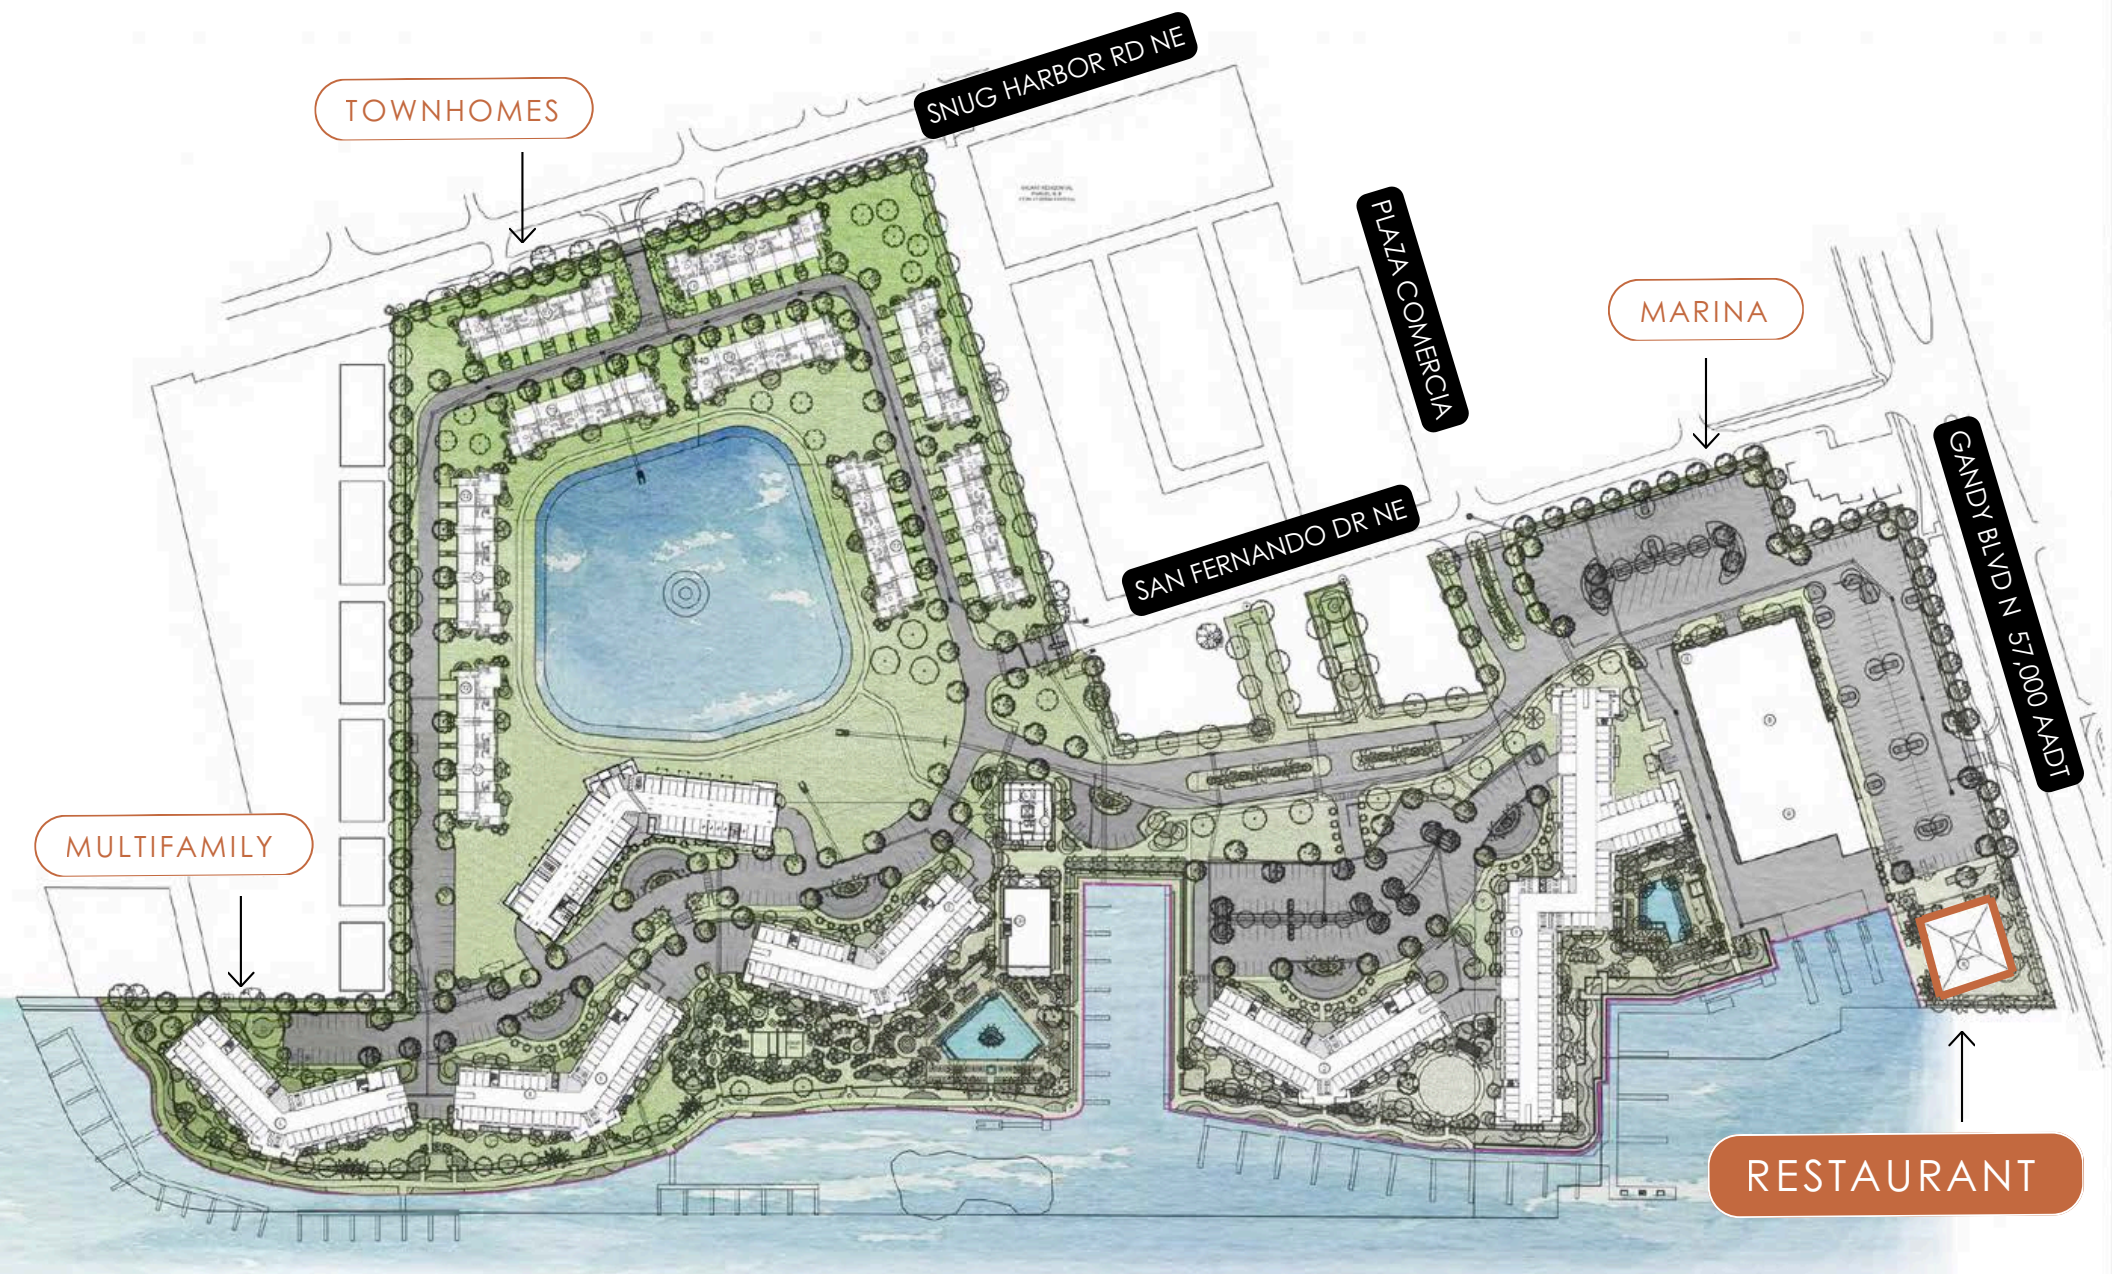 SNUG HARBOR RD NE
TOWNHOMES
PLAZA COMERCIA
MARINA
GANDY BLVD N 57,000 AADT
SAN FERNANDO DR NE
MULTIFAMILY
RESTAURANT